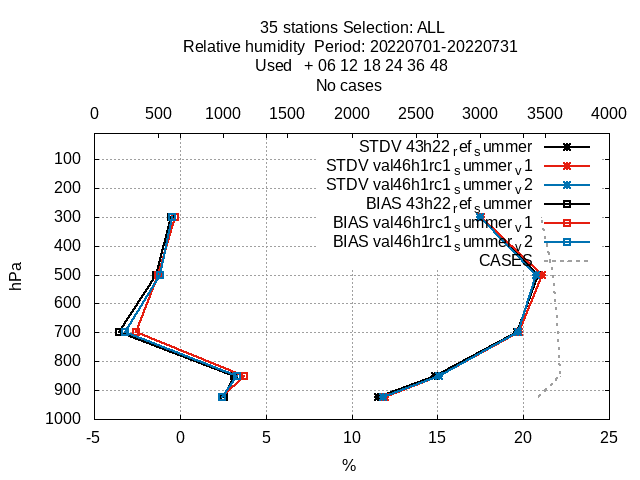 35 stations Selection: ALL
Relative humidity  Period: 20220701-20220731
Used   + 06 12 18 24 36 48
No cases
0 500 1000 1500 2000 2500 3000 3500 4000
STDV 43h22_ref_summer
100
STDV val46h1rc1_summer_v1
STDV val46h1rc1_summer_v2
200
BIAS 43h22_ref_summer
300
BIAS val46h1rc1_summer_v1
BIAS val46h1rc1_summer_v2
400
CASES
hPa
500
600
700
800
900
1000
-5 0 5 10 15 20 25
%